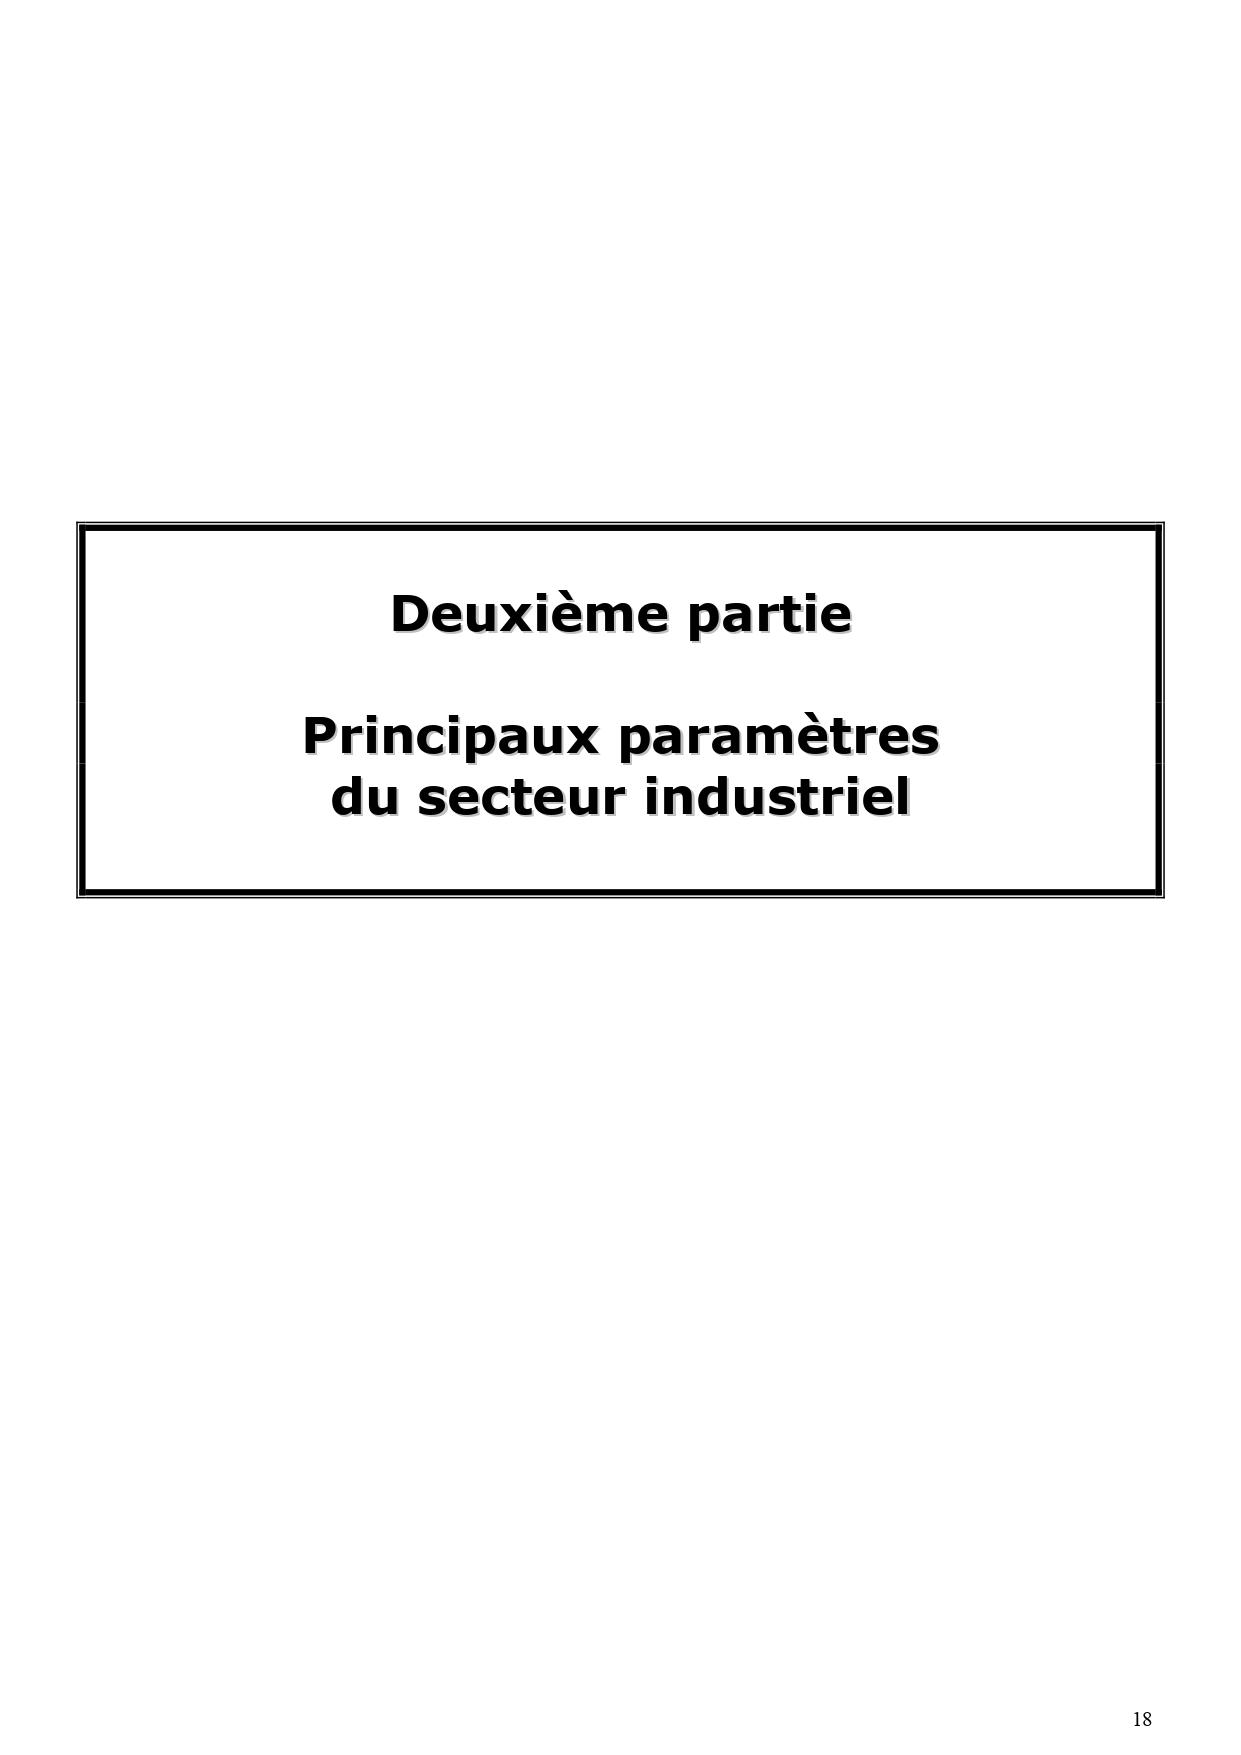 Deuxième partie
Principaux paramètres
du secteur industriel
18